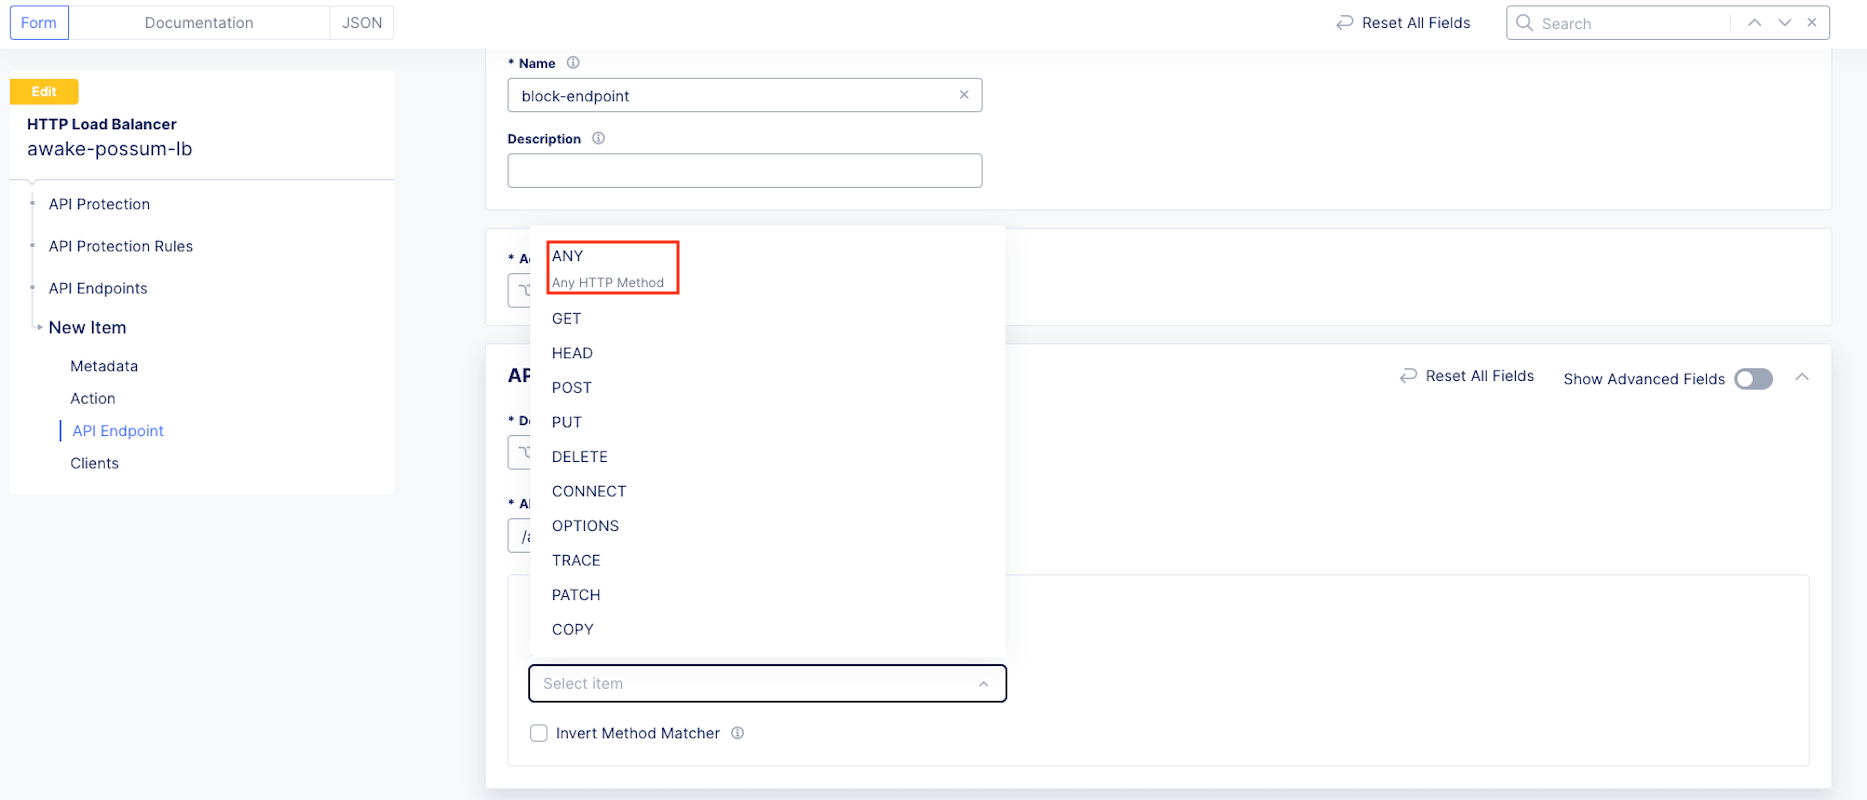 Form
Documentation
JSON
Reset All Fields
Search
Edit
HTTP Load Balancer
awake-possum-lb
API Protection
API Protection Rules
API Endpoints
New Item
Metadata
Action
API Endpoint
Clients
* Name
block-endpoint
Description
ANY
Any HTTP Method
GET
HEAD
POST
PUT
DELETE
CONNECT
OPTIONS
TRACE
PATCH
COPY
Reset All Fields
Show Advanced Fields
Select item
Invert Method Matcher